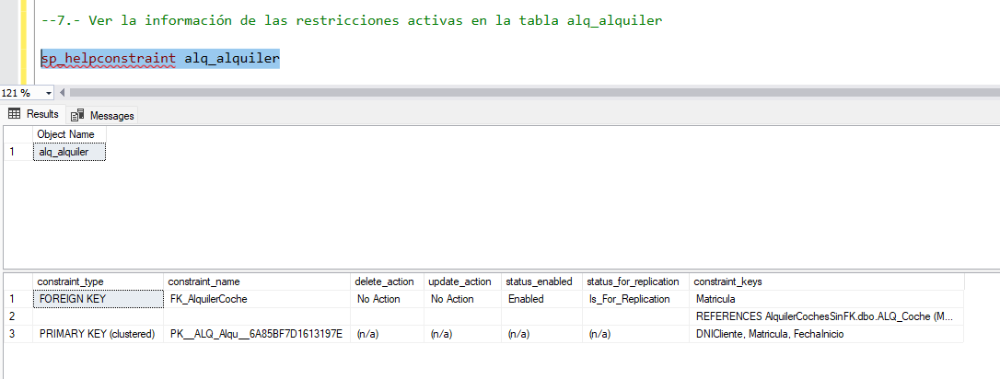 --7.- Ver la información de las restricciones activas en la tabla alq_alquiler
sp_helpconstraint alq_alquiler
121 %
Results Messages
Object Name
1 alq_alquiler
constraint_type constraint_name delete_action update_action status_enabled status_for_replication constraint_keys
1 FOREIGN KEY FK_AlquilerCoche No Action No Action Enabled Is_For_Replication Matricula
2 REFERENCES AlquilerCochesSinFK.dbo.ALQ_Coche (M...
3 PRIMARY KEY (clustered) PK__ALQ_Alqu__6A85BF7D1613197E (n/a) (n/a) (n/a) (n/a) DNICliente, Matricula, FechaInicio